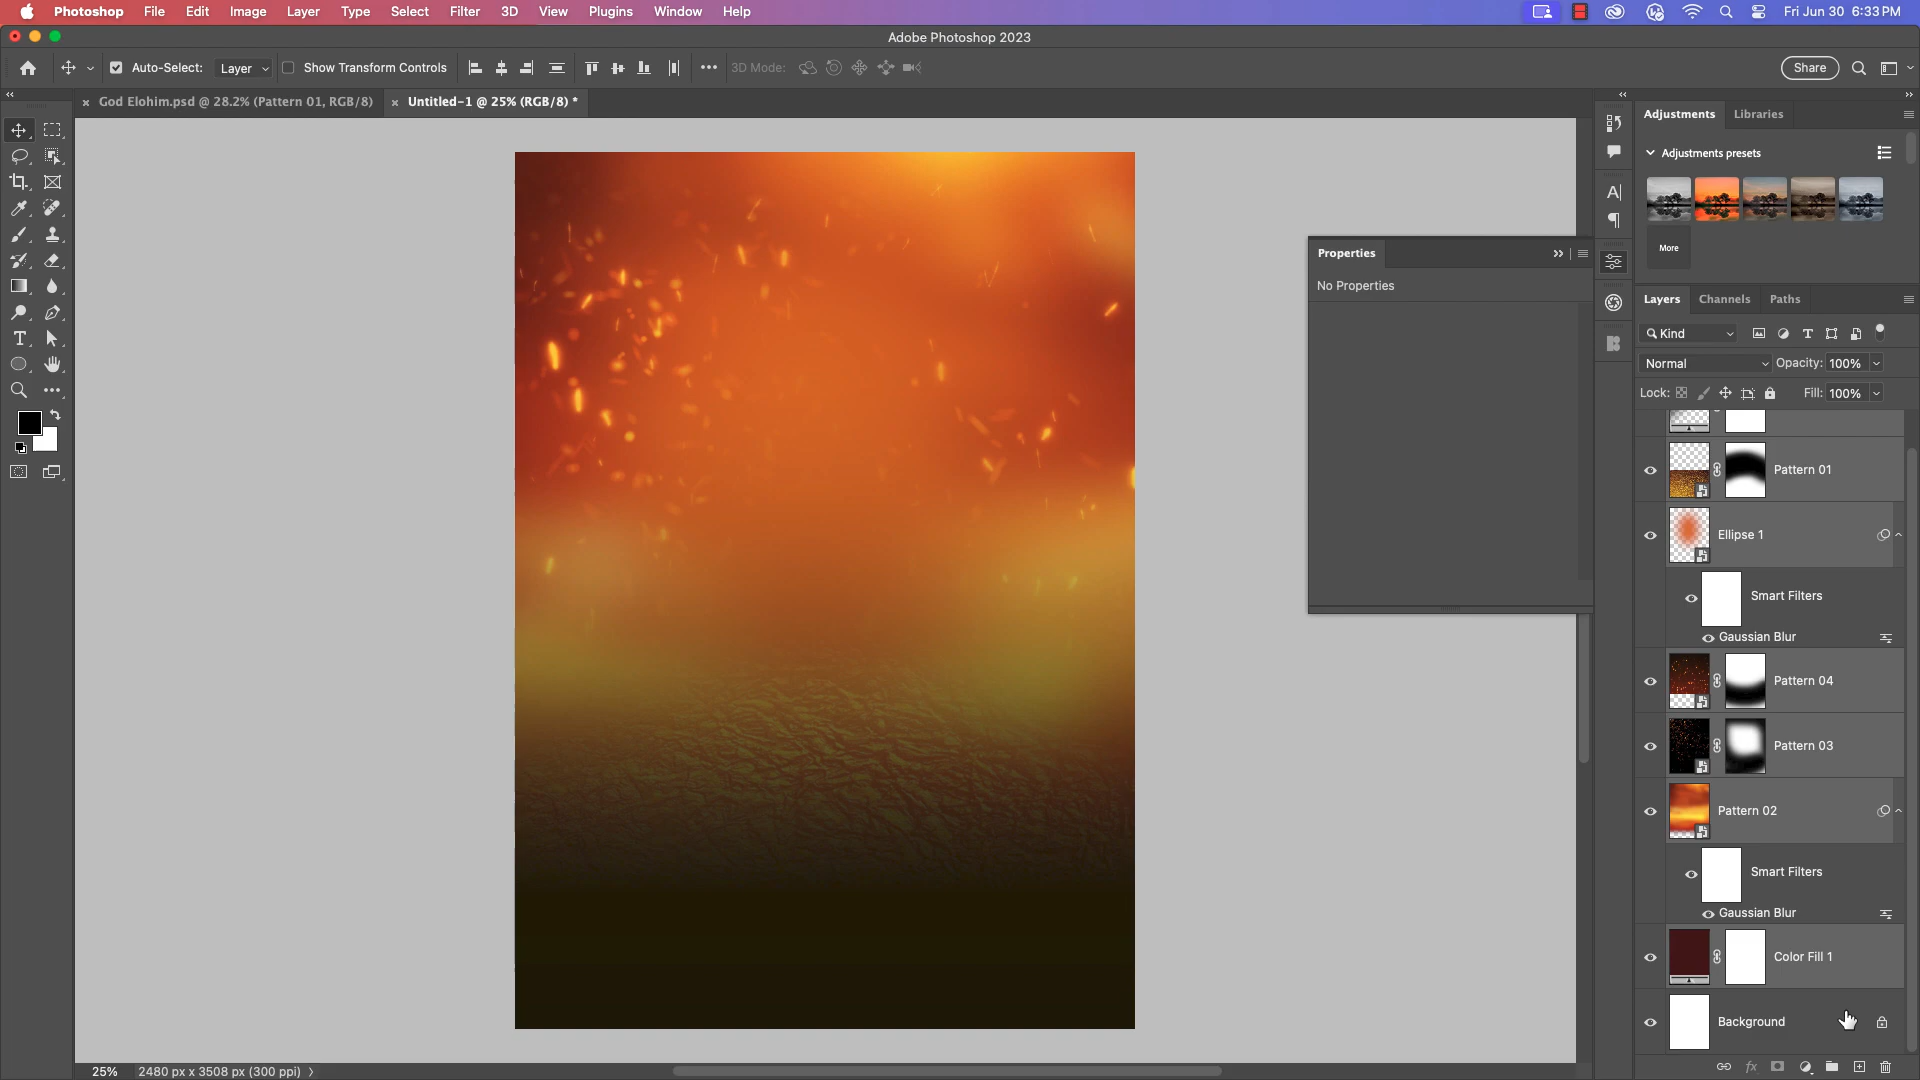 Photoshop File Edit Image Layer Type Select Filter 3D View Plugins Window Help Fri Jun 30 6:33 PM
Adobe Photoshop 2023
Auto-Select: Layer Show Transform Controls 3D Mode: Share
God Elohim.psd @ 28.2% (Pattern 01, RGB/8) Untitled-1 @ 25% (RGB/8) *
Adjustments Libraries
Adjustments presets
More
Properties
No Properties
Layers Channels Paths
Kind
Normal Opacity: 100%
Lock: Fill: 100%
Pattern 01
Ellipse 1
Smart Filters
Gaussian Blur
Pattern 04
Pattern 03
Pattern 02
Smart Filters
Gaussian Blur
Color Fill 1
Background
25% 2480 px x 3508 px (300 ppi)